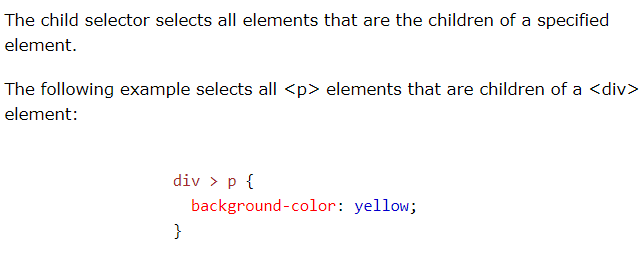 The child selector selects all elements that are the children of a specified
element.
The following example selects all <p> elements that are children of a <div>
element:
div > p {
  background-color: yellow;
}